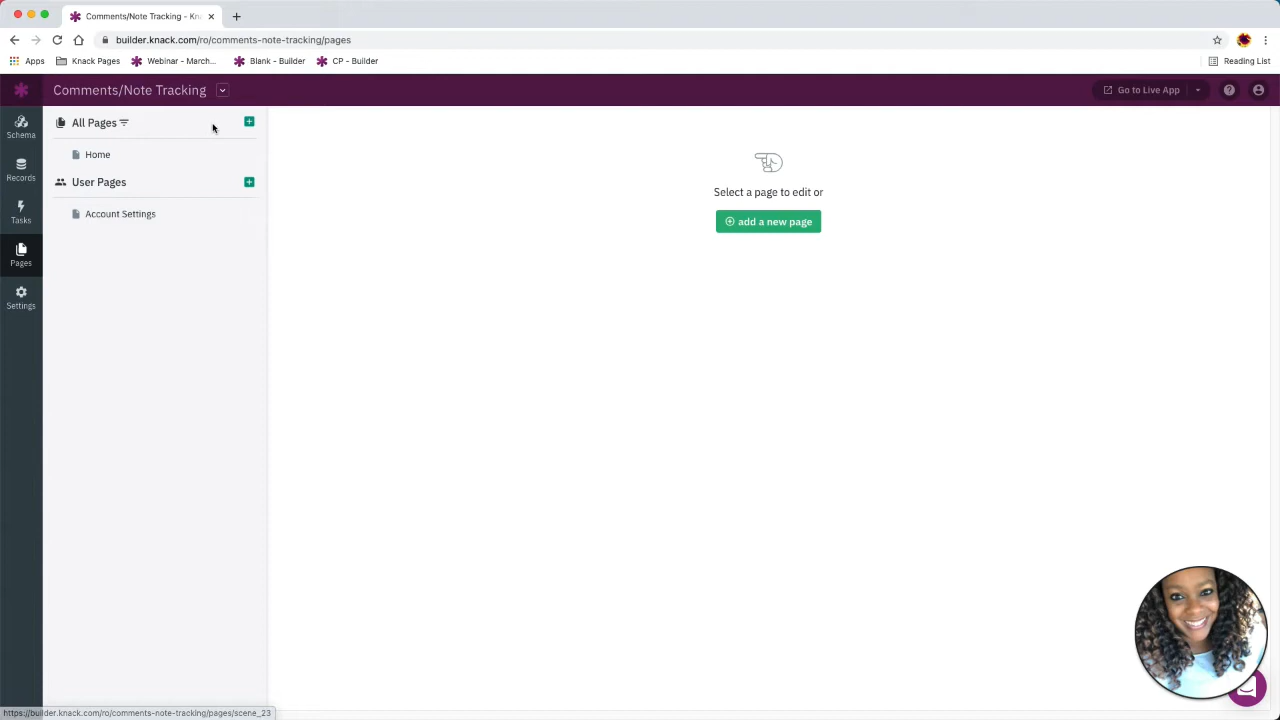 Comments/Note Tracking - Kna
builder.knack.com/ro/comments-note-tracking/pages
Apps
Knack Pages
Webinar - March...
Blank - Builder
CP - Builder
Reading List
Comments/Note Tracking
Go to Live App
All Pages
Home
User Pages
Account Settings
Schema
Records
Tasks
Pages
Settings
Select a page to edit or
add a new page
https://builder.knack.com/ro/comments-note-tracking/pages/scene_23